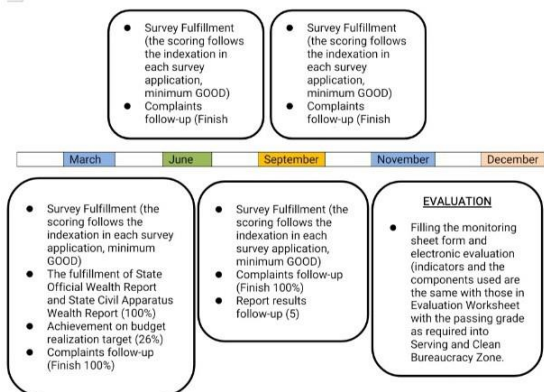 ● Survey Fulfillment
(the scoring follows
the indexation in
each survey
application,
minimum GOOD)
● Complaints
follow-up (Finish
● Survey Fulfillment
(the scoring follows
the indexation in
each survey
application,
minimum GOOD)
● Complaints
follow-up (Finish
March
June
September
November
December
● Survey Fulfillment (the
scoring follows the
indexation in each survey
application, minimum
GOOD)
● The fulfillment of State
Official Wealth Report
and State Civil Apparatus
Wealth Report (100%)
● Achievement on budget
realization target (26%)
● Complaints follow-up
(Finish 100%)
● Survey Fulfillment (the
scoring follows the
indexation in each survey
application,
minimum GOOD)
● Complaints follow-up
(Finish 100%)
● Report results
follow-up (5)
EVALUATION
● Filling the monitoring
sheet form and
electronic evaluation
(indicators and the
components used are
the same with those in
Evaluation Worksheet
with the passing grade
as required into
Serving and Clean
Bureaucracy Zone.